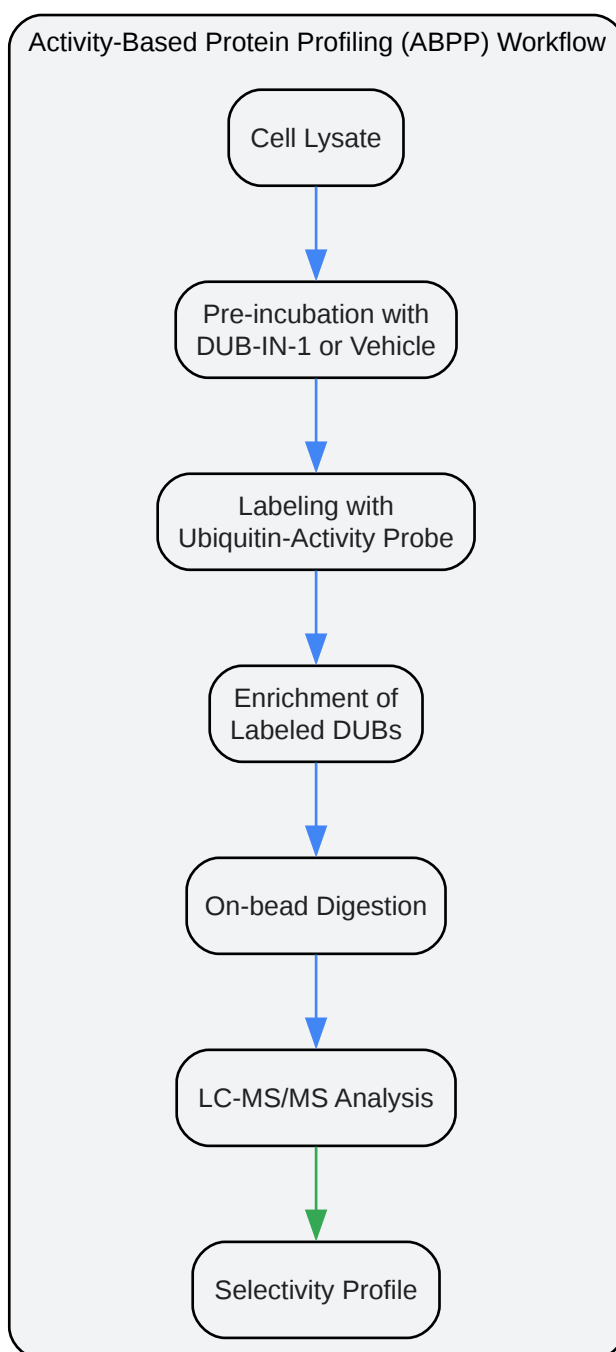 Activity-Based Protein Profiling (ABPP) Workflow
Cell Lysate
Pre-incubation with
DUB-IN-1 or Vehicle
Labeling with
Ubiquitin-Activity Probe
Enrichment of
Labeled DUBs
On-bead Digestion
LC-MS/MS Analysis
Selectivity Profile